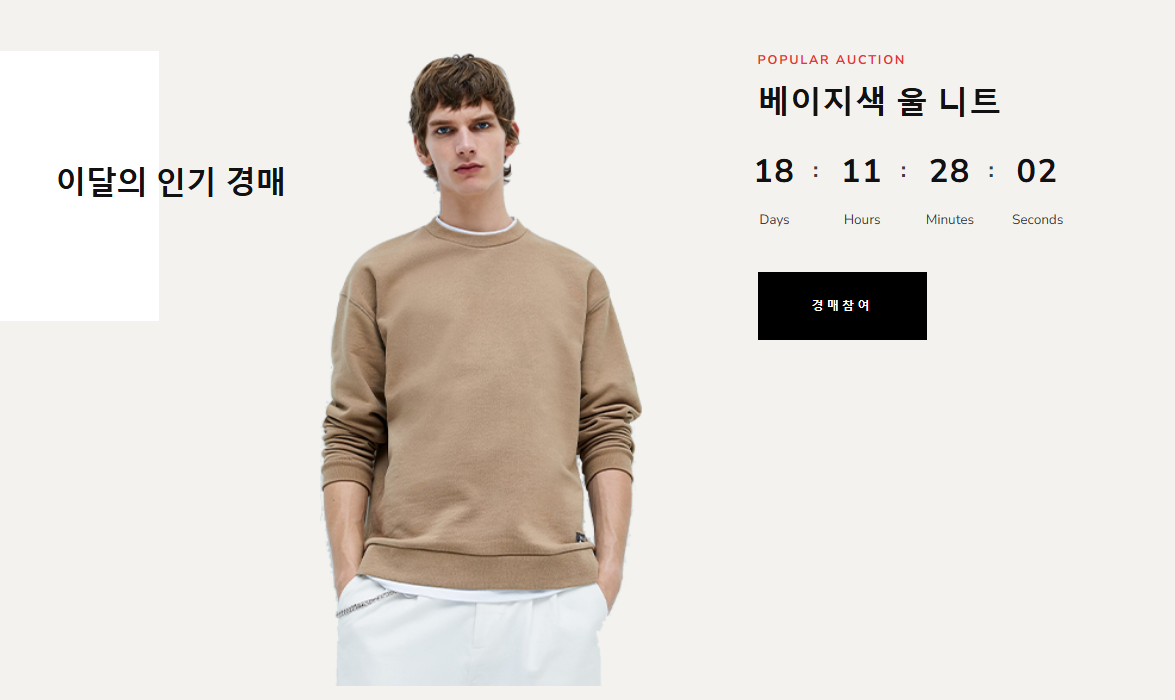 이달의 인기 경매
POPULAR AUCTION
베이지색 울 니트
18 : 11 : 28 : 02
Days Hours Minutes Seconds
경매참여